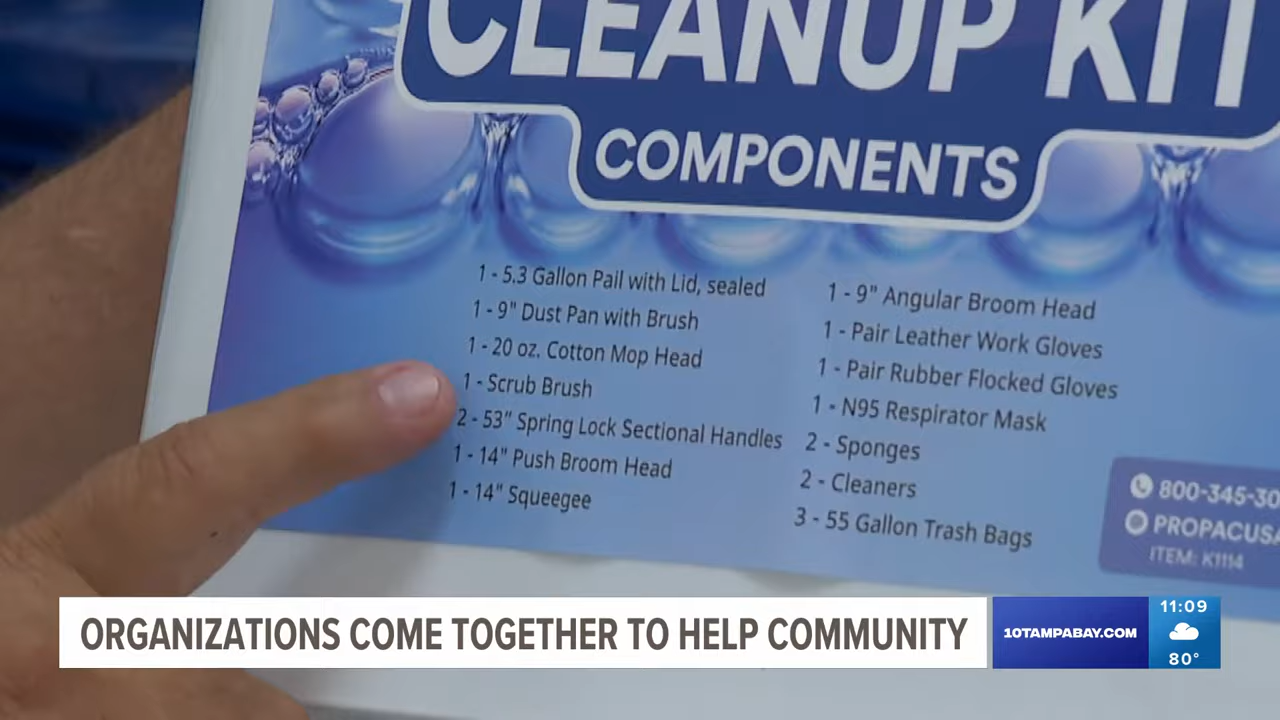 CLEANUP KIT
COMPONENTS
1 - 5.3 Gallon Pail with Lid, sealed
1 - 9" Dust Pan with Brush
1 - 20 oz. Cotton Mop Head
1 - Scrub Brush
2 - 53" Spring Lock Sectional Handles
1 - 14" Push Broom Head
1 - 14" Squeegee
1 - 9" Angular Broom Head
1 - Pair Leather Work Gloves
1 - Pair Rubber Flocked Gloves
1 - N95 Respirator Mask
2 - Sponges
2 - Cleaners
3 - 55 Gallon Trash Bags
800-345-30
PROPACUSA
ITEM: K1114
ORGANIZATIONS COME TOGETHER TO HELP COMMUNITY
10TAMPABAY.COM
11:09
80°